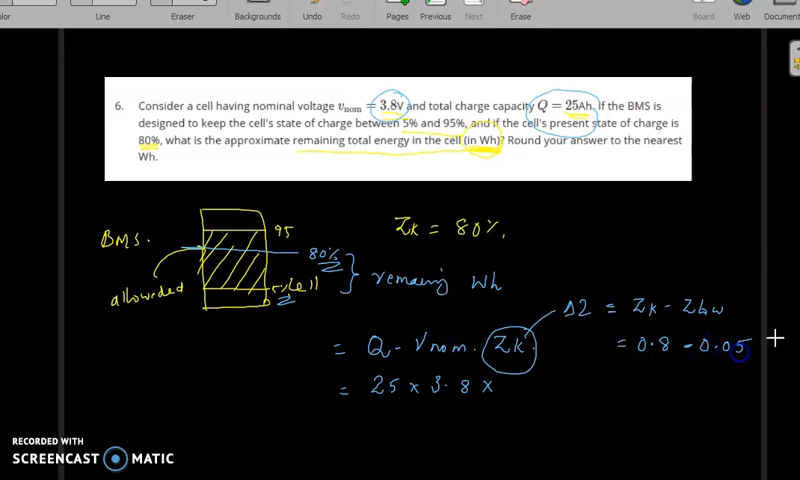 olor
Eraser
Backgrounds
Undo
Redo
Pages
Previous
Next
Erase
Board
Web
Document
6. Consider a cell having nominal voltage vnom = 3.8V and total charge capacity Q = 25Ah. If the BMS is
designed to keep the cell's state of charge between 5% and 95%, and if the cell's present state of charge is
80%, what is the approximate remaining total energy in the cell (in Wh)? Round your answer to the nearest
Wh.
BMS.
95
80%
allowrded
Zk = 80%.
remaining Wh
ΔZ = Zk - Zlow
= 0.8 - 0.05
= Q - Vnom. Zk.
= 25 × 3.8 ×
RECORDED WITH
SCREENCAST MATIC